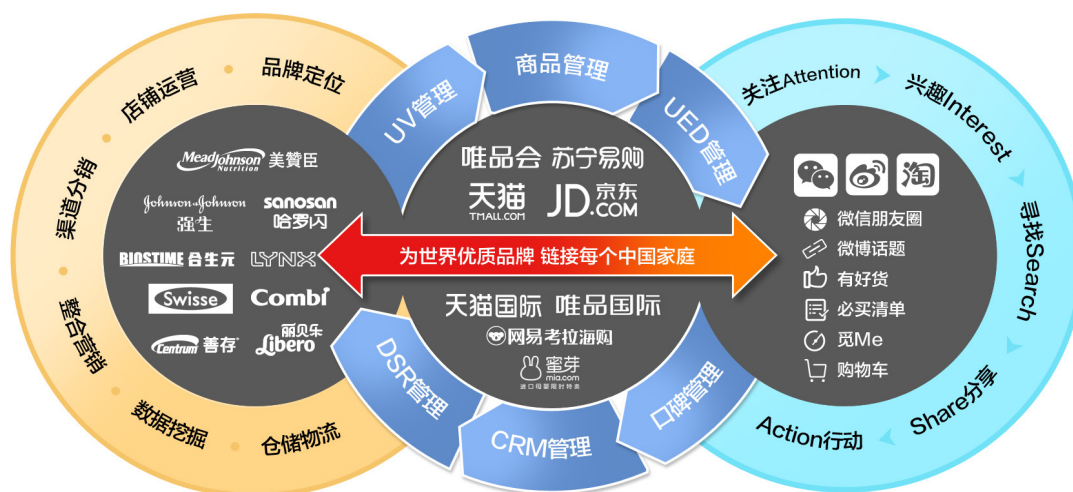 品牌定位
店铺运营
渠道分销
整合营销
数据挖掘
仓储物流
MeadJohnson
Nutrition
美赞臣
Johnson & Johnson
强生
sanosan
哈罗闪
BIOSTIME 合生元
LYNX
Swisse
Combi
Centrum 善存
丽贝乐
Libero
UV管理
商品管理
UED管理
口碑管理
CRM管理
DSR管理
唯品会 苏宁易购
天猫
TMALL.COM
JD 京东
.COM
为世界优质品牌 链接每个中国家庭
天猫国际 唯品国际
网易考拉海购
蜜芽
mia.com
进口母婴限时特卖
关注Attention
兴趣Interest
寻找Search
Share分享
Action行动
淘
微信朋友圈
微博话题
有好货
必买清单
觅Me
购物车